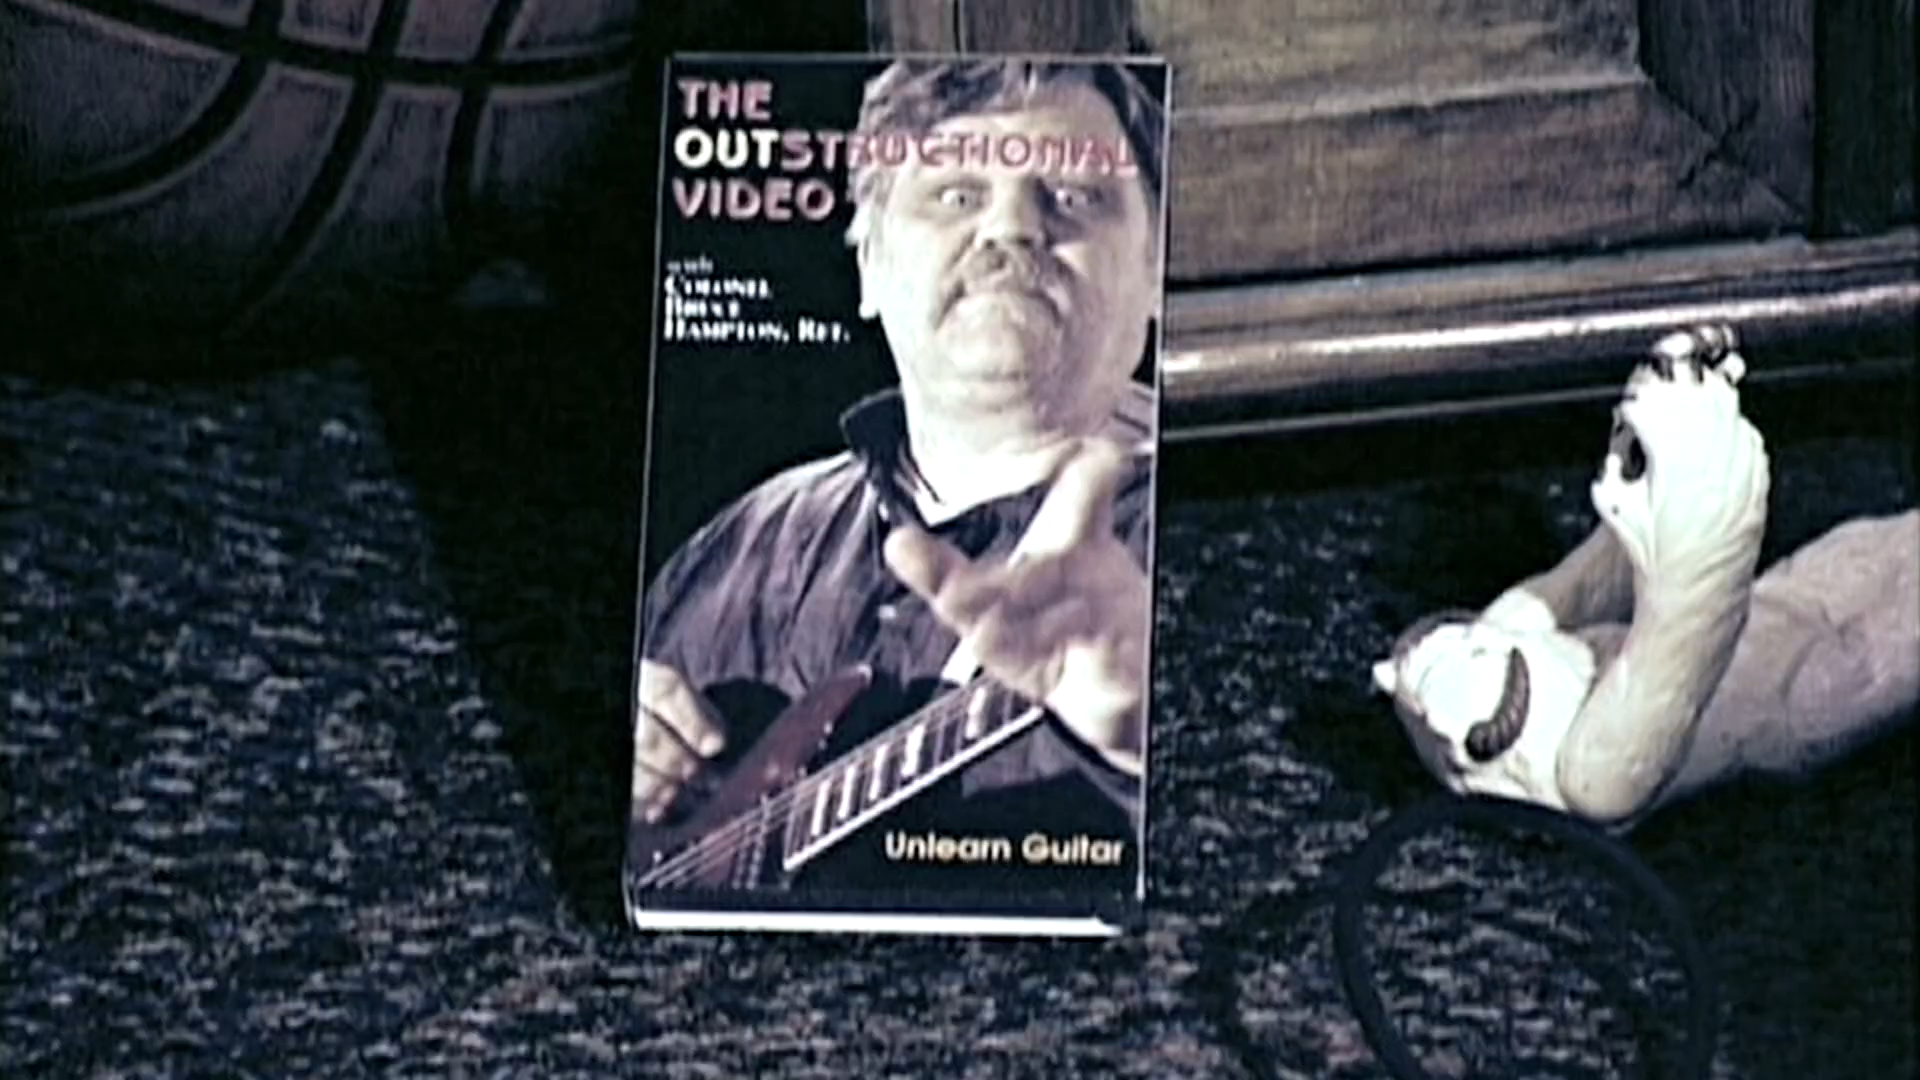 THE
OUTSTRUCTIONAL
VIDEO
with
COLONEL
BRUCE
HAMPTON, RET.
Unlearn Guitar